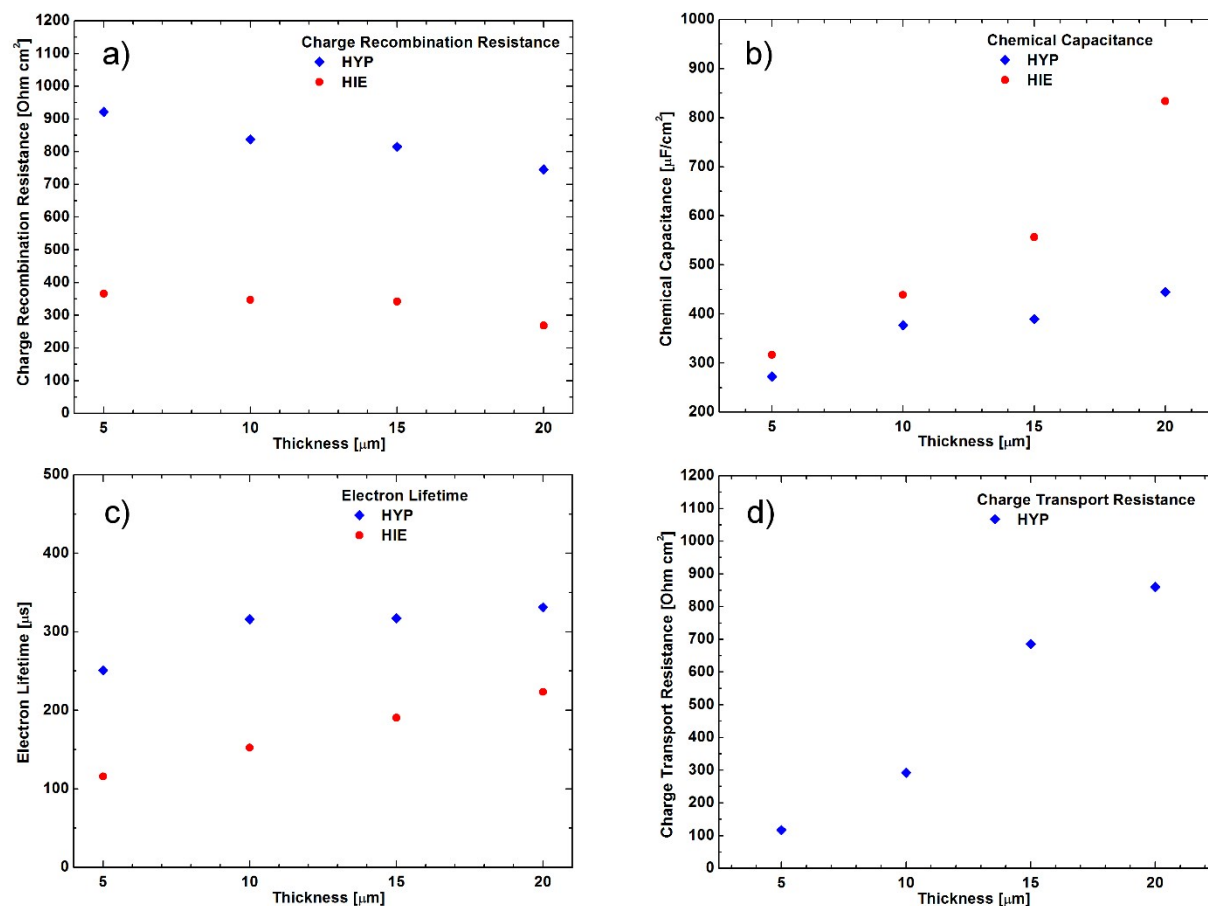 a)
Charge Recombination Resistance
HYP
HIE
Charge Recombination Resistance [Ohm cm²]
1200
1100
1000
900
800
700
600
500
400
300
200
100
0
5
10
15
20
Thickness [μm]
b)
Chemical Capacitance
HYP
HIE
Chemical Capacitance [μF/cm²]
1000
900
800
700
600
500
400
300
200
5
10
15
20
Thickness [μm]
c)
Electron Lifetime
HYP
HIE
Electron Lifetime [μs]
500
400
300
200
100
0
5
10
15
20
Thickness [μm]
d)
Charge Transport Resistance
HYP
Charge Transport Resistance [Ohm cm²]
1200
1100
1000
900
800
700
600
500
400
300
200
100
0
5
10
15
20
Thickness [μm]